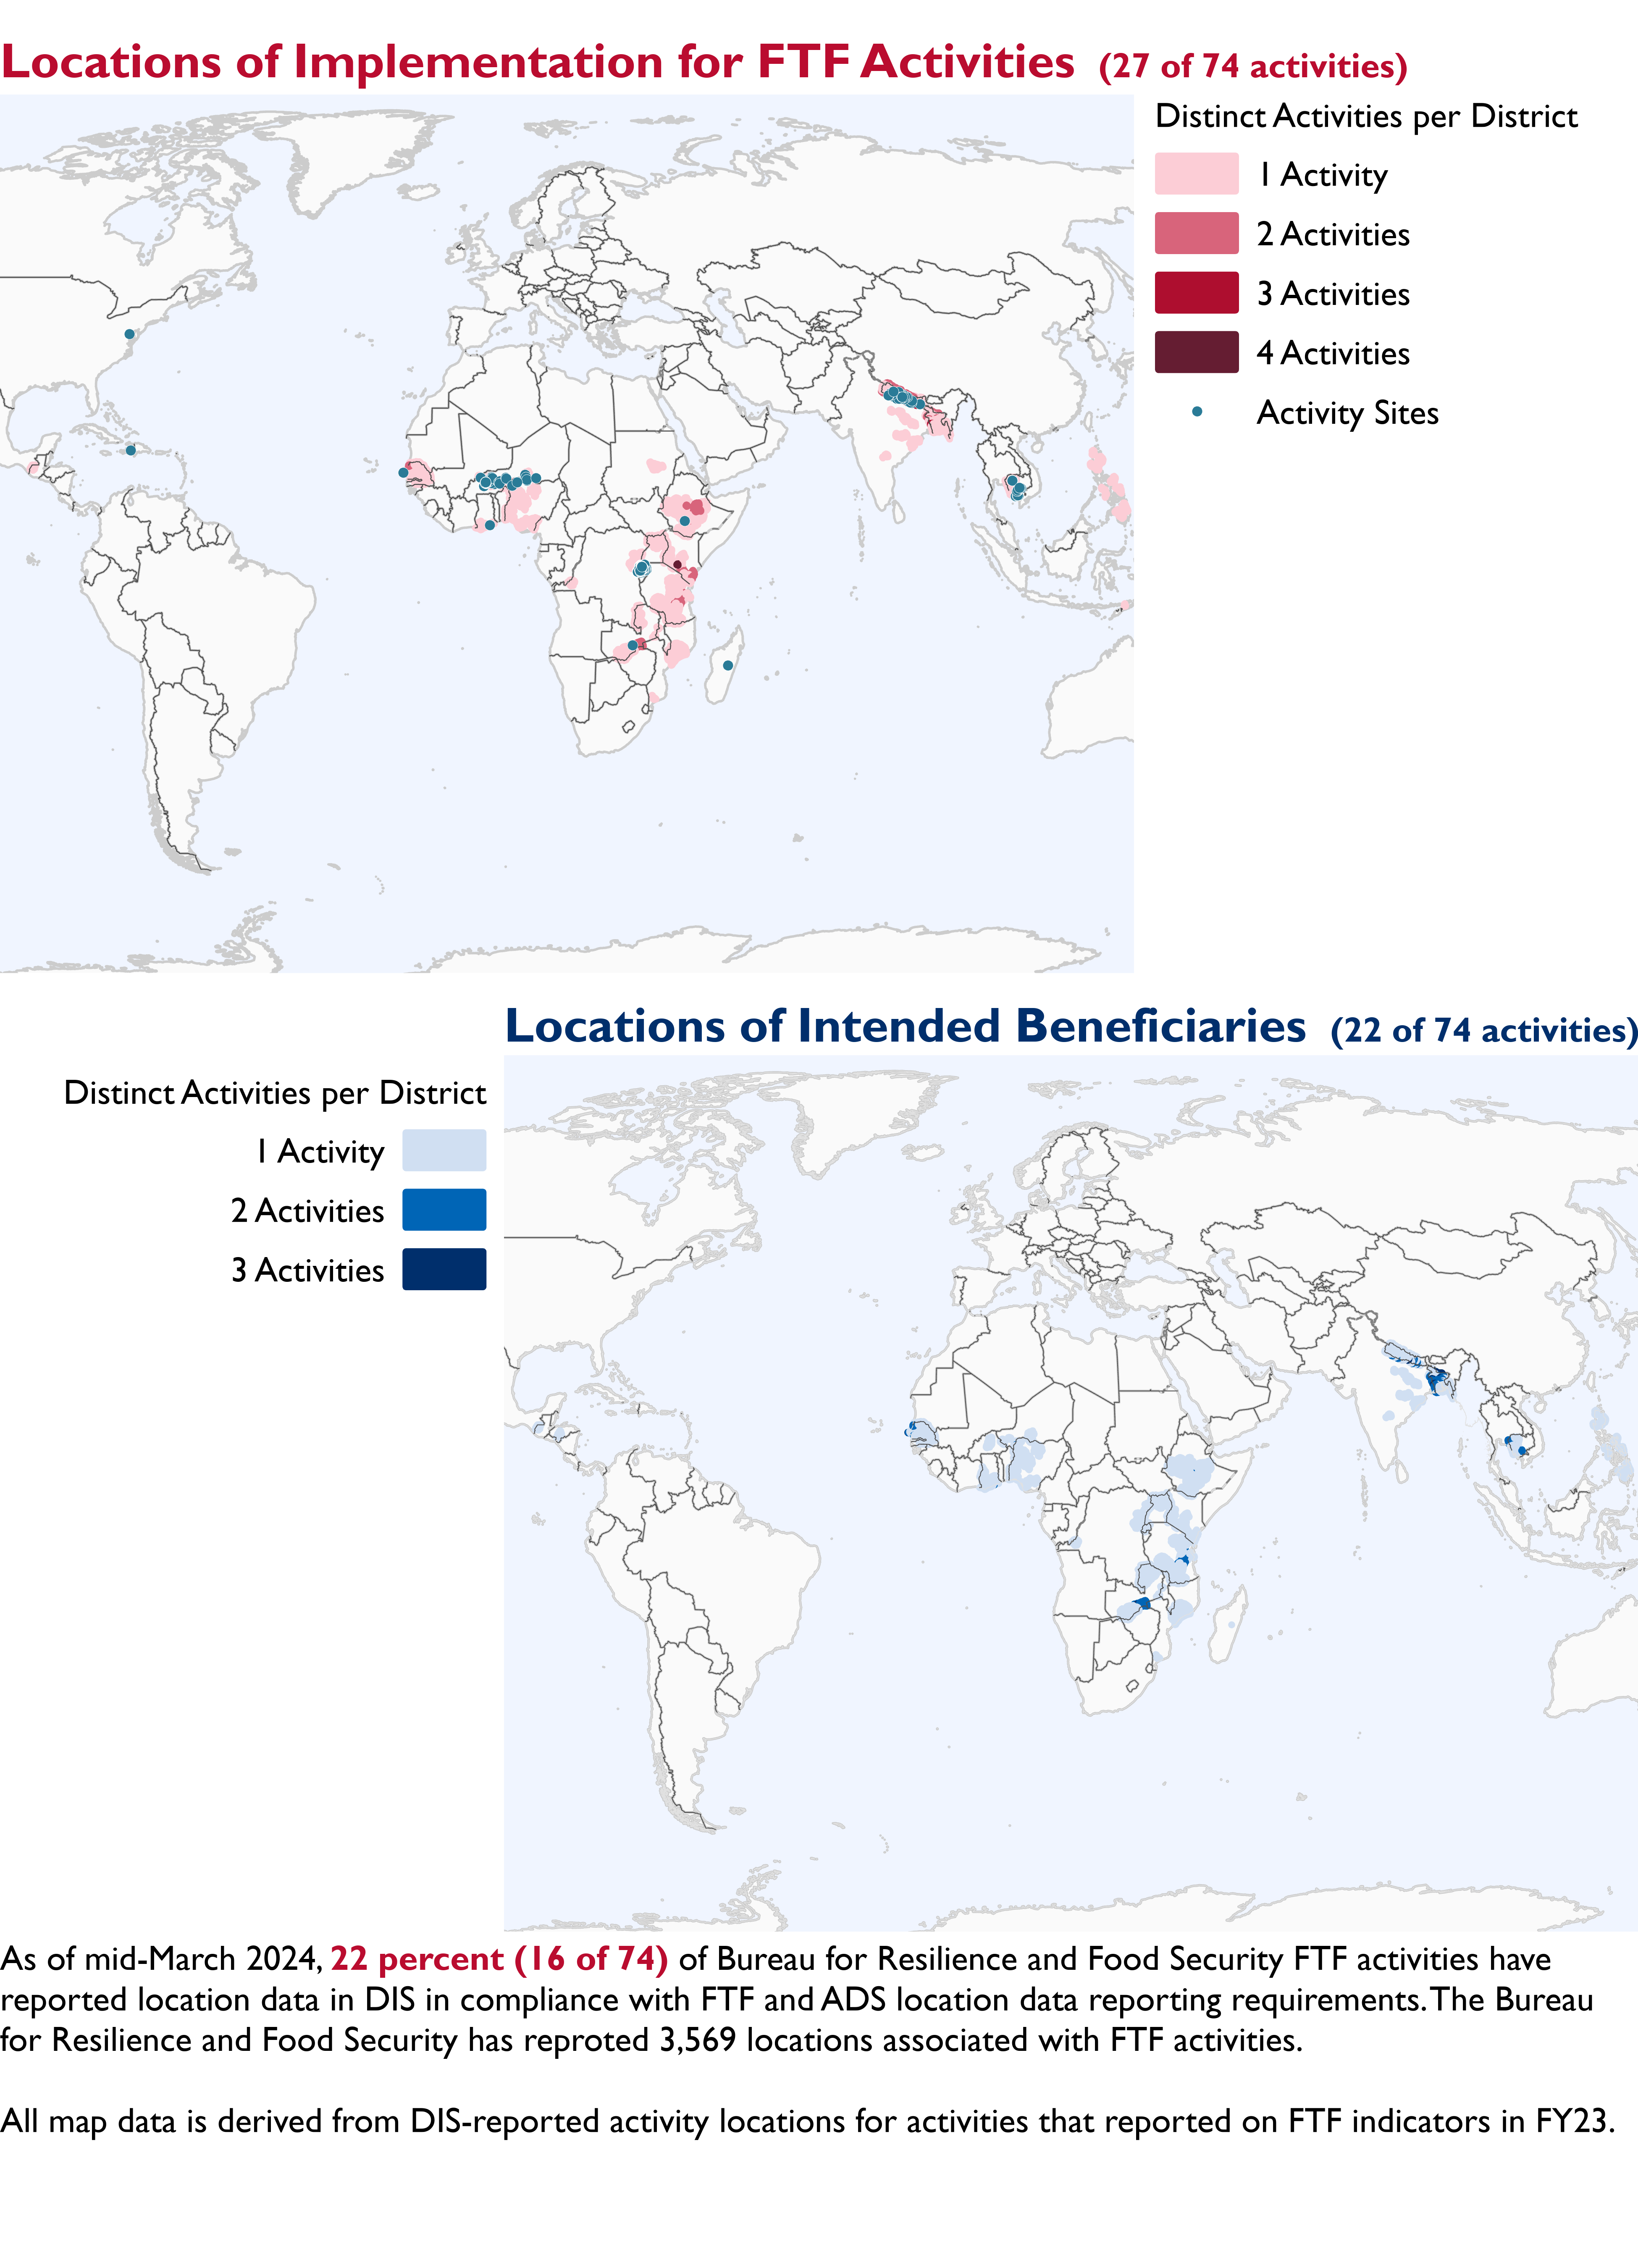 Locations of Implementation for FTF Activities (27 of 74 activities)
Distinct Activities per District
1 Activity
2 Activities
3 Activities
4 Activities
Activity Sites
Locations of Intended Beneficiaries (22 of 74 activities)
Distinct Activities per District
1 Activity
2 Activities
3 Activities
As of mid-March 2024, 22 percent (16 of 74) of Bureau for Resilience and Food Security FTF activities have
reported location data in DIS in compliance with FTF and ADS location data reporting requirements. The Bureau
for Resilience and Food Security has reproted 3,569 locations associated with FTF activities.
All map data is derived from DIS-reported activity locations for activities that reported on FTF indicators in FY23.